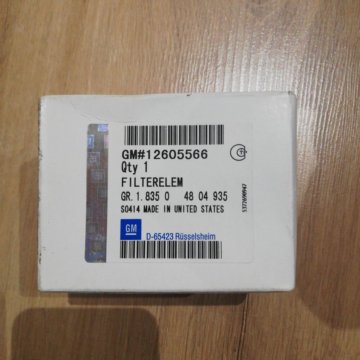 GM#12605566
Qty 1
FILTERELEM
GR.1.835 0 48 04 935
S0414 MADE IN UNITED STATES
GM
D-65423 Rüsselsheim